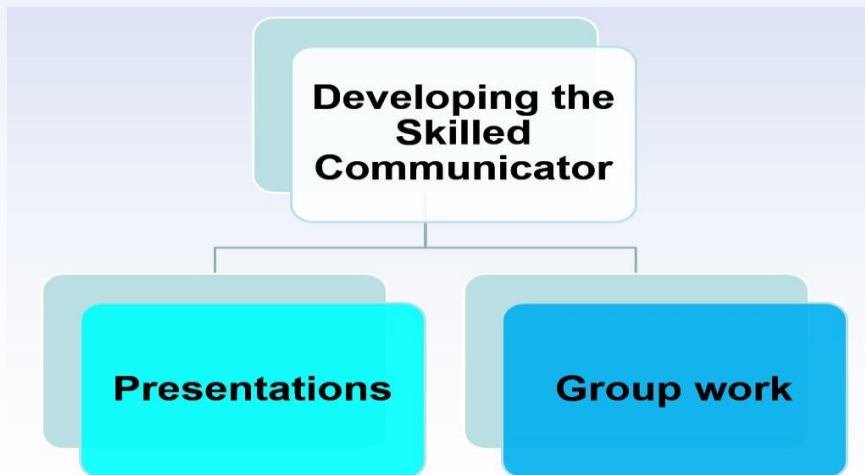 Developing the
Skilled
Communicator
Presentations
Group work